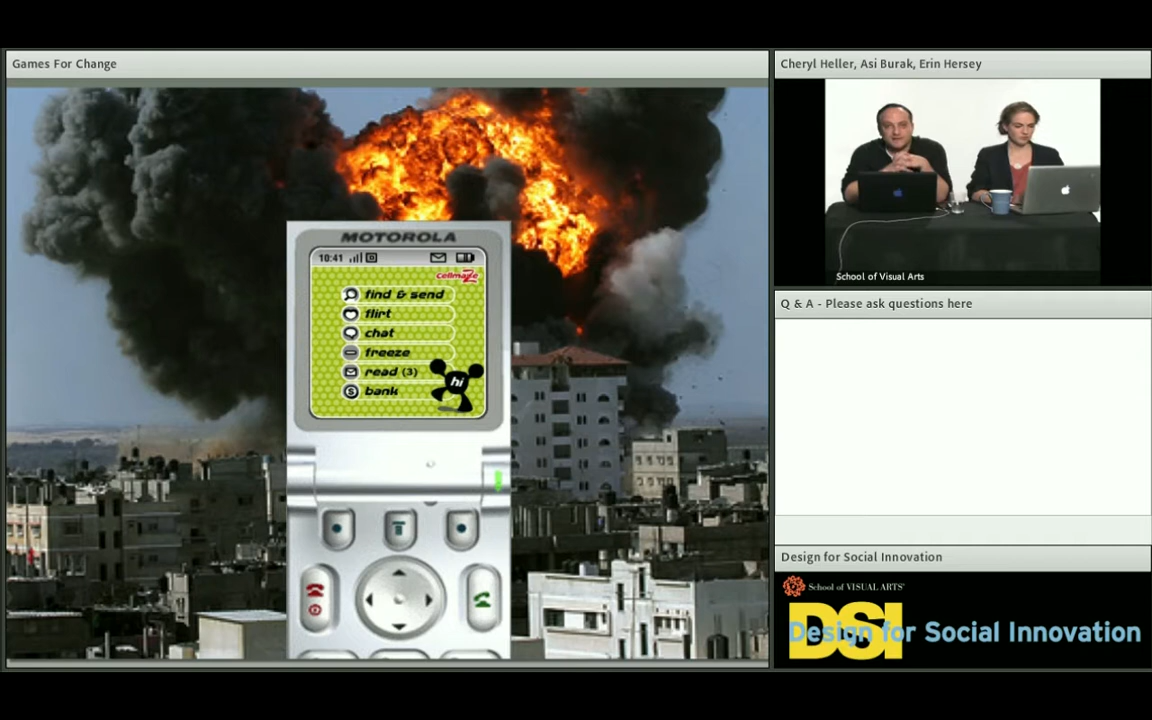 Games For Change
MOTOROLA
10:41
cellmaze
find & send
flirt
chat
freeze
read (3)
bank
hi
Cheryl Heller, Asi Burak, Erin Hersey
School of Visual Arts
Q & A - Please ask questions here
Design for Social Innovation
School of VISUAL ARTS
DSI
Design for Social Innovation